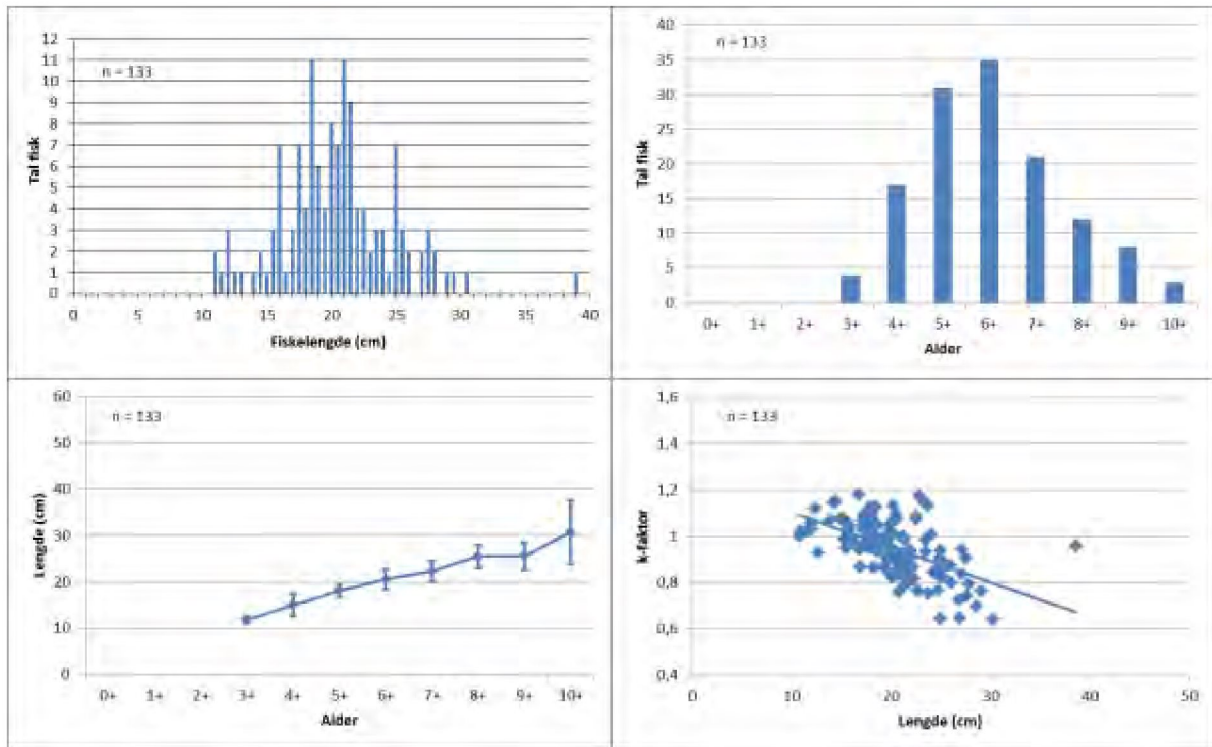 12
11
10
9
8
7
6
5
4
3
2
1
0
n = 133
Tal fisk
0 5 10 15 20 25 30 35 40
Fiskelengde (cm)
40
35
30
25
20
15
10
5
0
n = 133
Tal fisk
0+ 1+ 2+ 3+ 4+ 5+ 6+ 7+ 8+ 9+ 10+
Alder
60
50
40
30
20
10
0
n = 133
Lengde (cm)
0+ 1+ 2+ 3+ 4+ 5+ 6+ 7+ 8+ 9+ 10+
Alder
1,6
1,4
1,2
1
0,8
0,6
0,4
n = 133
k-faktor
0 10 20 30 40 50
Lengde (cm)